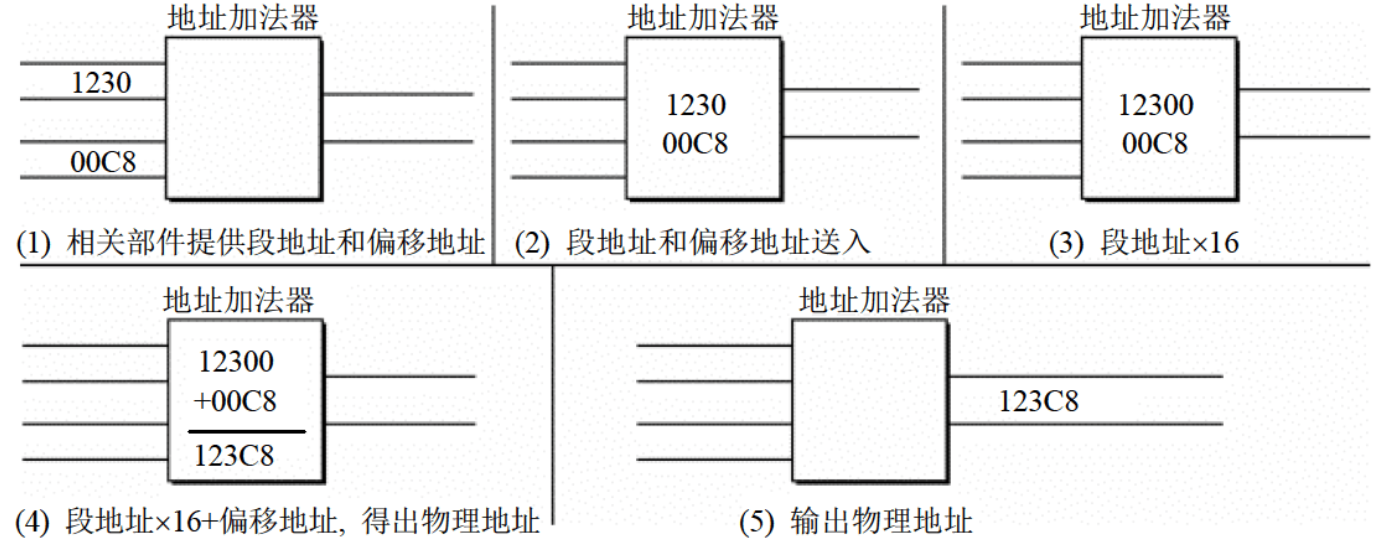 地址加法器
1230
00C8
(1) 相关部件提供段地址和偏移地址
地址加法器
1230
00C8
(2) 段地址和偏移地址送入
地址加法器
12300
00C8
(3) 段地址×16
地址加法器
12300
+00C8
123C8
(4) 段地址×16+偏移地址, 得出物理地址
地址加法器
123C8
(5) 输出物理地址